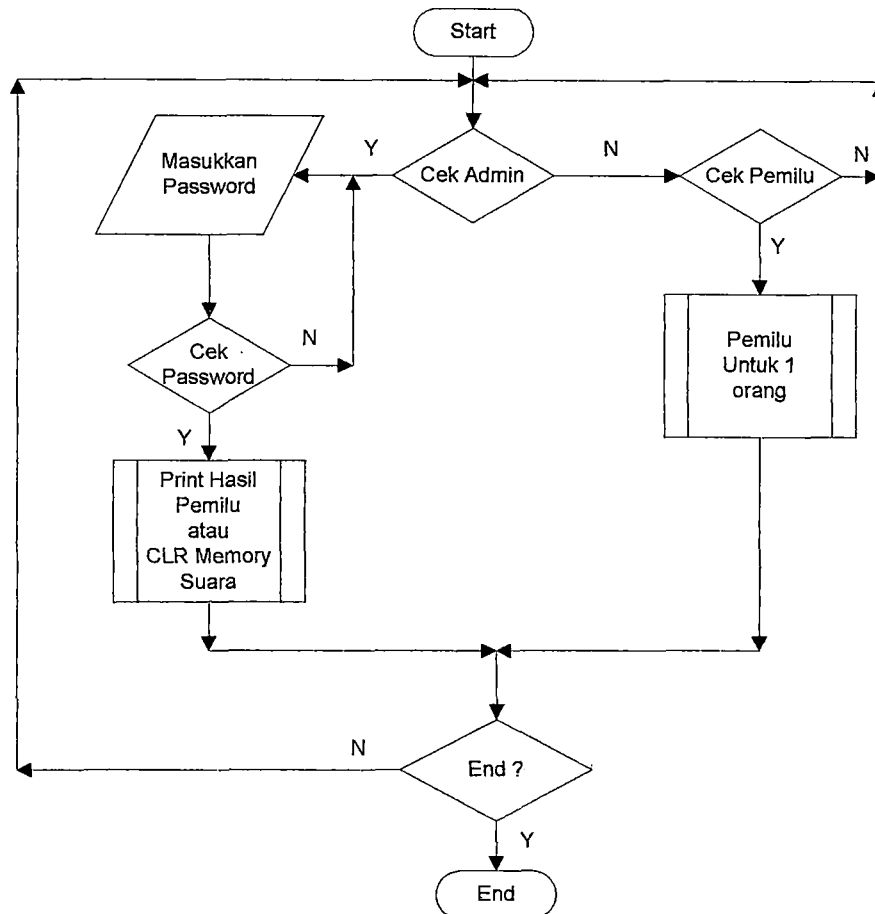 Start
Masukkan
Password
Y
Cek Admin
N
Cek Pemilu
N
Y
Cek
Password
N
Pemilu
Untuk 1
orang
Y
Print Hasil
Pemilu
atau
CLR Memory
Suara
N
End ?
Y
End